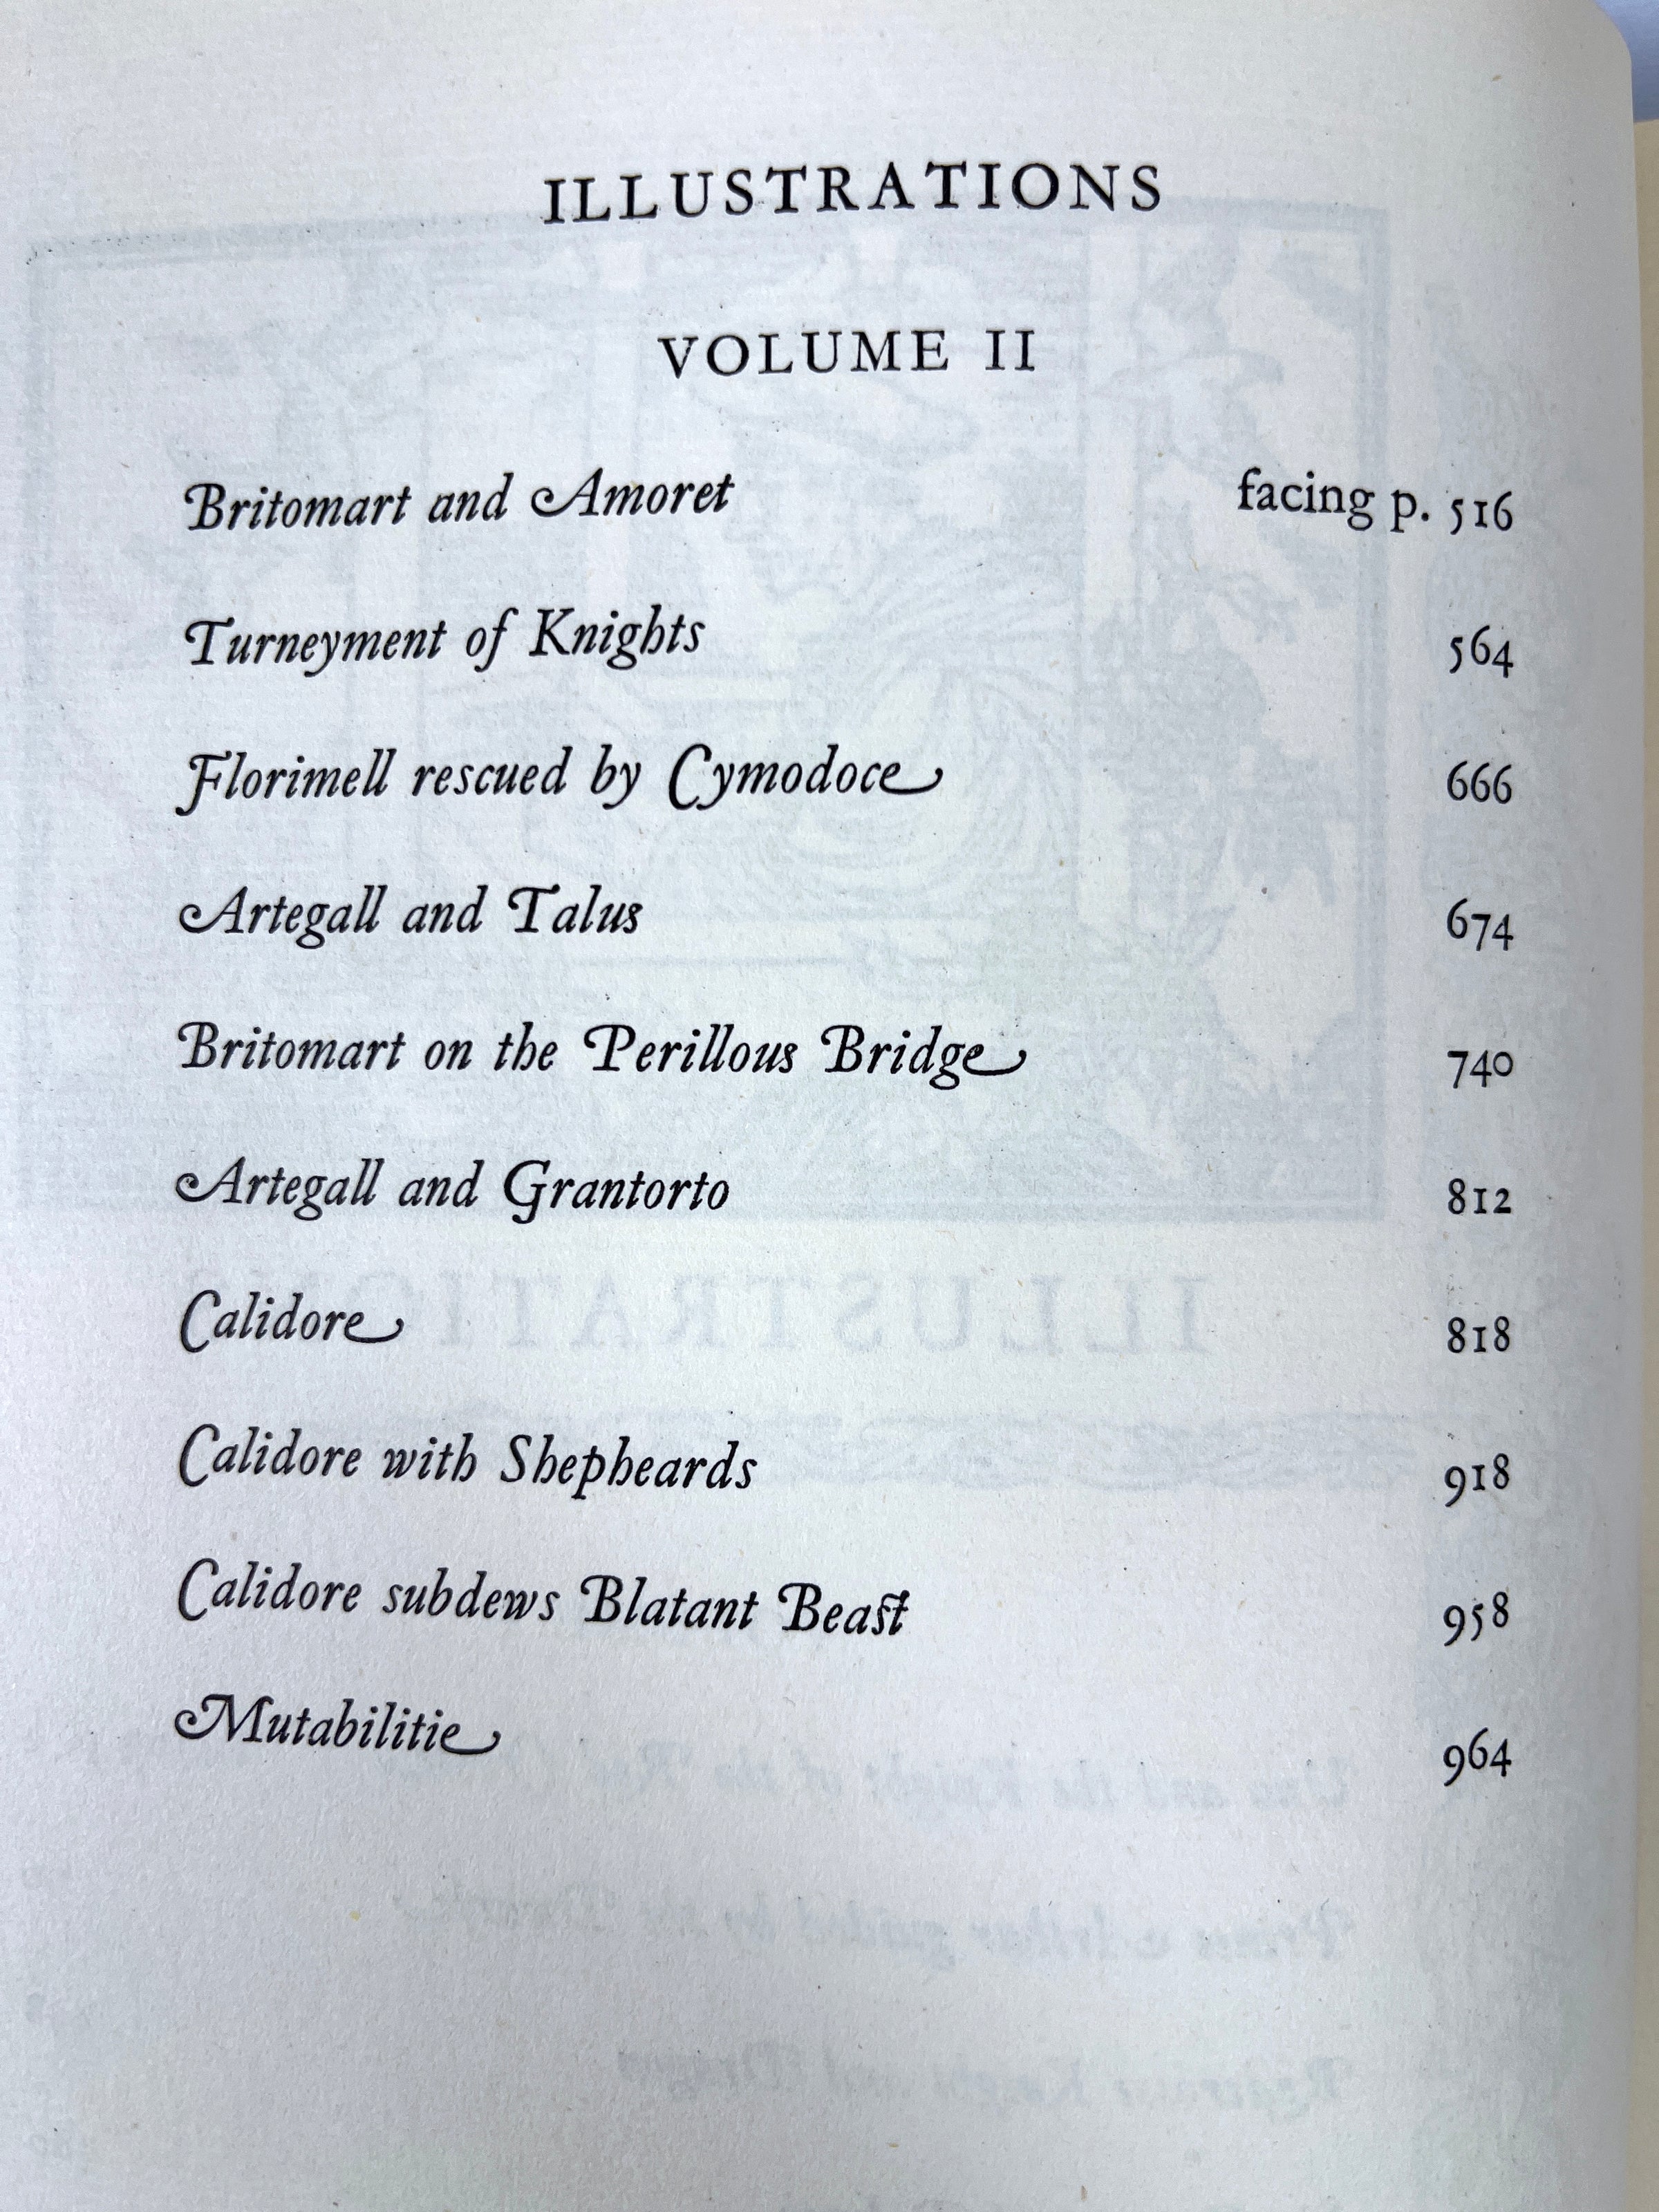 ILLUSTRATIONS
VOLUME II
Britomart and Amoret facing p. 516
Turneyment of Knights 564
Florimell rescued by Cymodoce 666
Artegall and Talus 674
Britomart on the Perillous Bridge 740
Artegall and Grantorto 812
Calidore 818
Calidore with Shepheards 918
Calidore subdews Blatant Beast 958
Mutabilitie 964